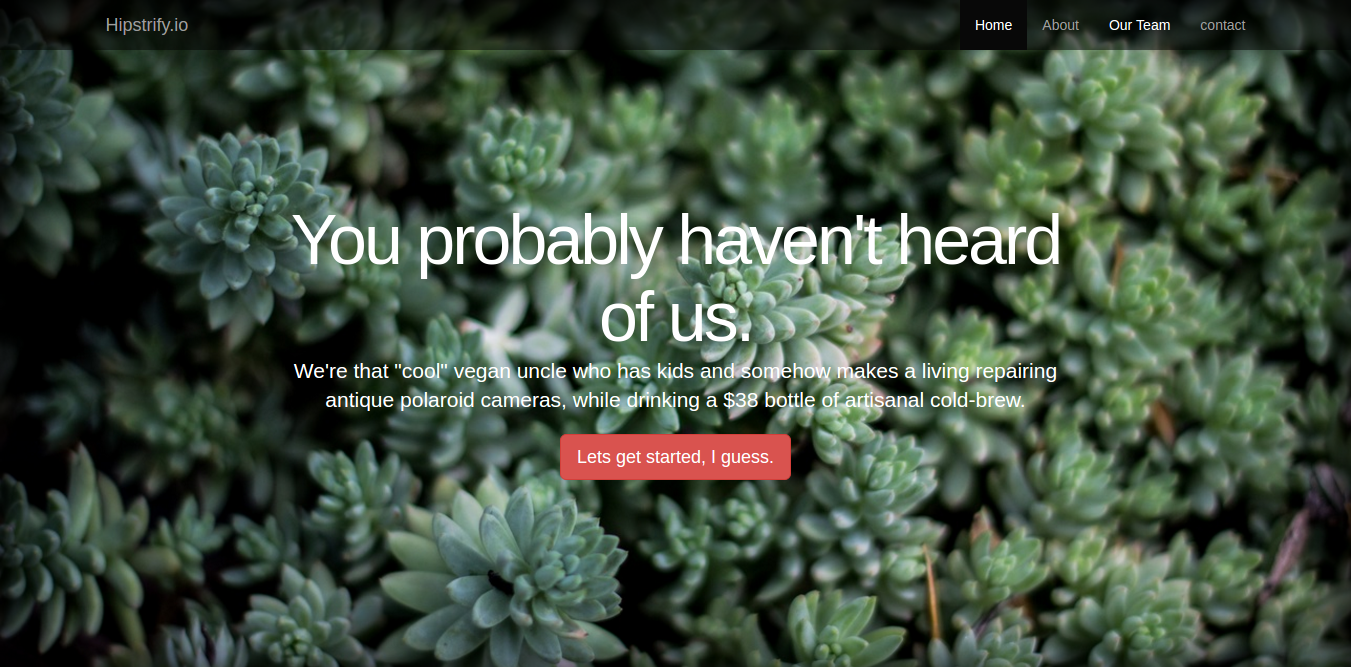 Hipstrify.io
Home About Our Team contact
You probably haven't heard
of us.
We're that "cool" vegan uncle who has kids and somehow makes a living repairing
antique polaroid cameras, while drinking a $38 bottle of artisanal cold-brew.
Lets get started, I guess.